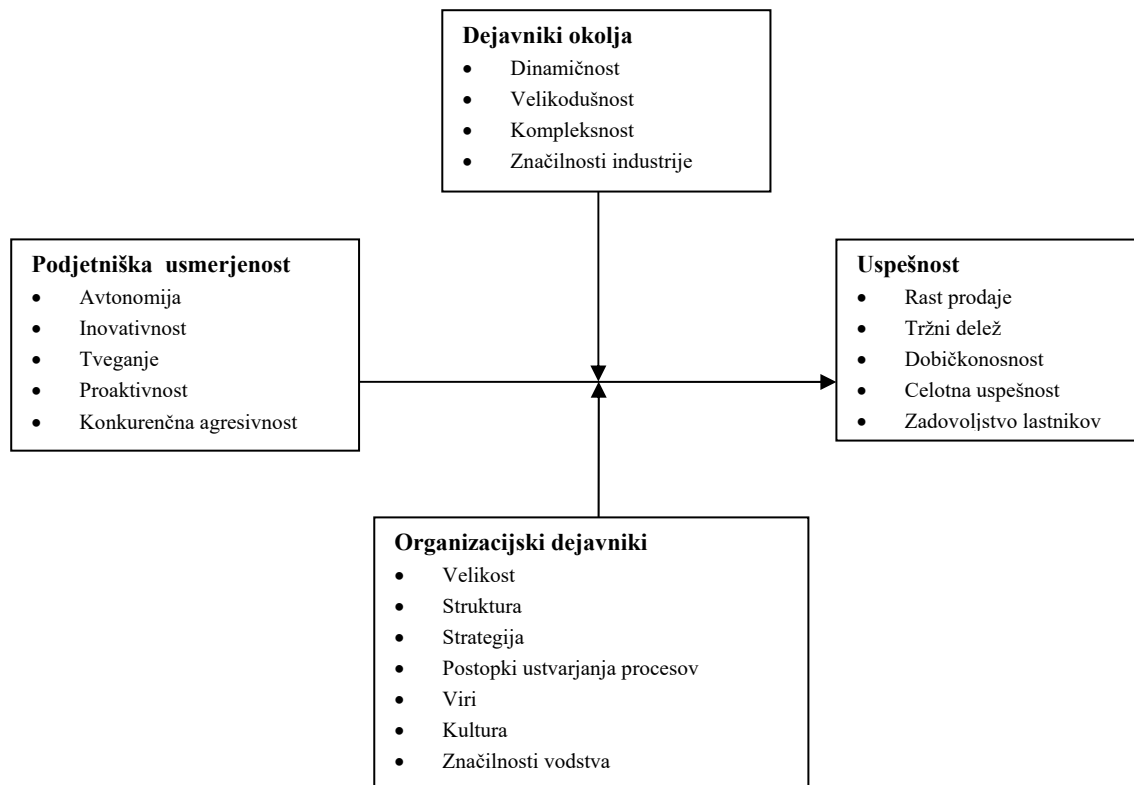 Dejavniki okolja
• Dinamičnost
• Velikodušnost
• Kompleksnost
• Značilnosti industrije
Podjetniška usmerjenost
• Avtonomija
• Inovativnost
• Tveganje
• Proaktivnost
• Konkurenčna agresivnost
Uspešnost
• Rast prodaje
• Tržni delež
• Dobičkonosnost
• Celotna uspešnost
• Zadovoljstvo lastnikov
Organizacijski dejavniki
• Velikost
• Struktura
• Strategija
• Postopki ustvarjanja procesov
• Viri
• Kultura
• Značilnosti vodstva